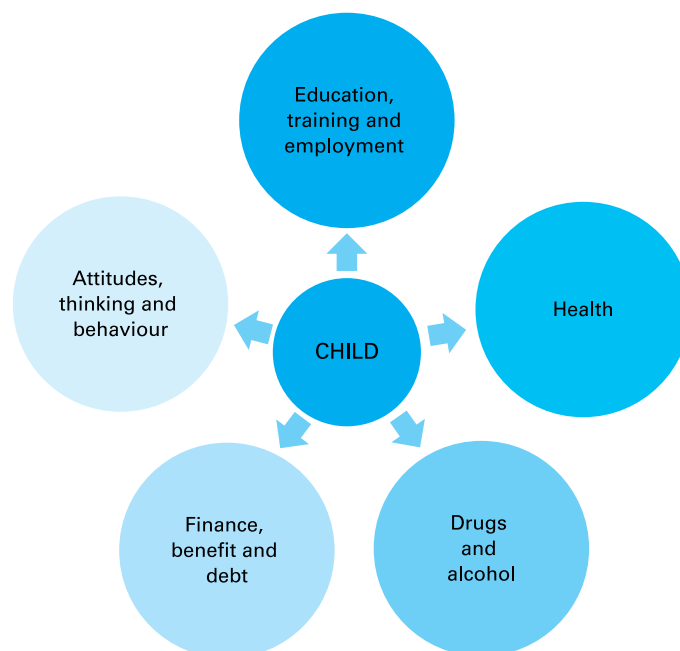 Education,
training and
employment
Attitudes,
thinking and
behaviour
Health
CHILD
Finance,
benefit and
debt
Drugs
and
alcohol